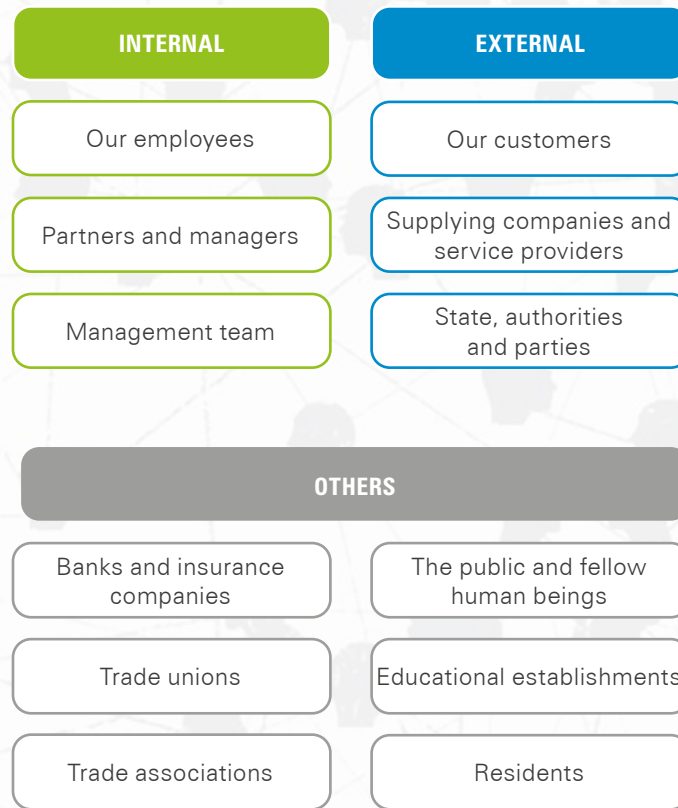 INTERNAL
EXTERNAL
Our employees
Our customers
Partners and managers
Supplying companies and
service providers
Management team
State, authorities
and parties
OTHERS
Banks and insurance
companies
The public and fellow
human beings
Trade unions
Educational establishments
Trade associations
Residents